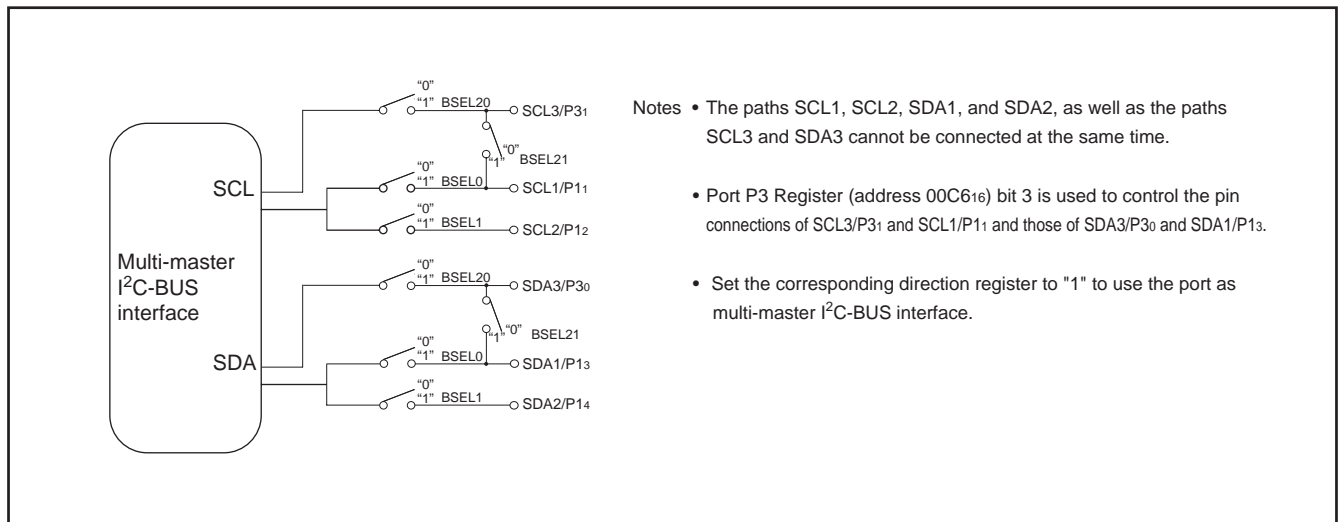 "0"
"1" BSEL20
SCL3/P31
"0"
"1"
BSEL21
SCL
"0"
"1" BSEL0
SCL1/P11
"0"
"1" BSEL1
SCL2/P12
Multi-master
I2C-BUS
interface
"0"
"1" BSEL20
SDA3/P30
"1" "0"
BSEL21
SDA
"0"
"1" BSEL0
SDA1/P13
"0"
"1" BSEL1
SDA2/P14
Notes • The paths SCL1, SCL2, SDA1, and SDA2, as well as the paths
SCL3 and SDA3 cannot be connected at the same time.
• Port P3 Register (address 00C616) bit 3 is used to control the pin
connections of SCL3/P31 and SCL1/P11 and those of SDA3/P30 and SDA1/P13.
• Set the corresponding direction register to "1" to use the port as
multi-master I2C-BUS interface.